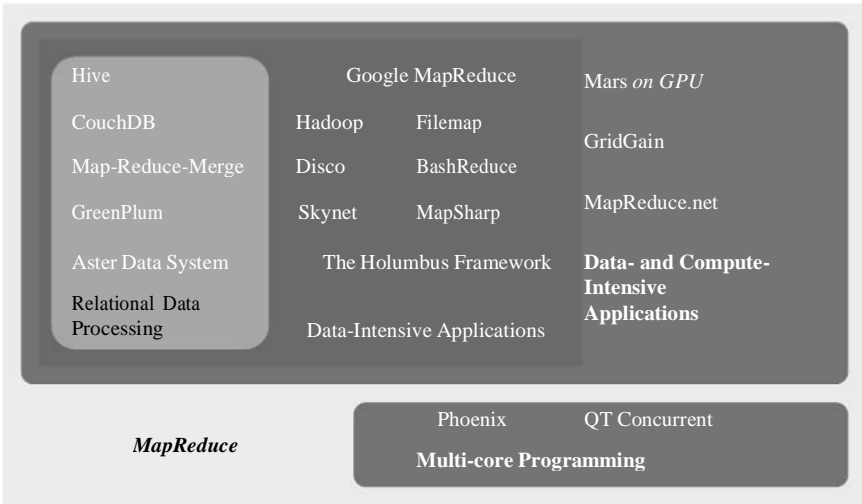 Hive
CouchDB
Map-Reduce-Merge
GreenPlum
Aster Data System
Relational Data
Processing
Google MapReduce
Hadoop Filemap
Disco BashReduce
Skynet MapSharp
The Holumbus Framework
Data-Intensive Applications
Mars on GPU
GridGain
MapReduce.net
Data- and Compute-
Intensive
Applications
MapReduce
Phoenix QT Concurrent
Multi-core Programming